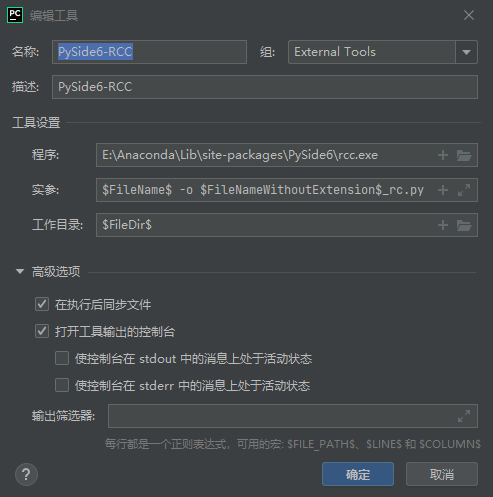 PC 编辑工具
名称: PySide6-RCC 组: External Tools
描述: PySide6-RCC
工具设置
程序: E:\Anaconda\Lib\site-packages\PySide6\rcc.exe
实参: $FileName$ -o $FileNameWithoutExtension$_rc.py
工作目录: $FileDir$
高级选项
在执行后同步文件
打开工具输出的控制台
使控制台在 stdout 中的消息上处于活动状态
使控制台在 stderr 中的消息上处于活动状态
输出筛选器:
每行都是一个正则表达式，可用的宏: $FILE_PATH$、$LINE$ 和 $COLUMN$
? 确定 取消